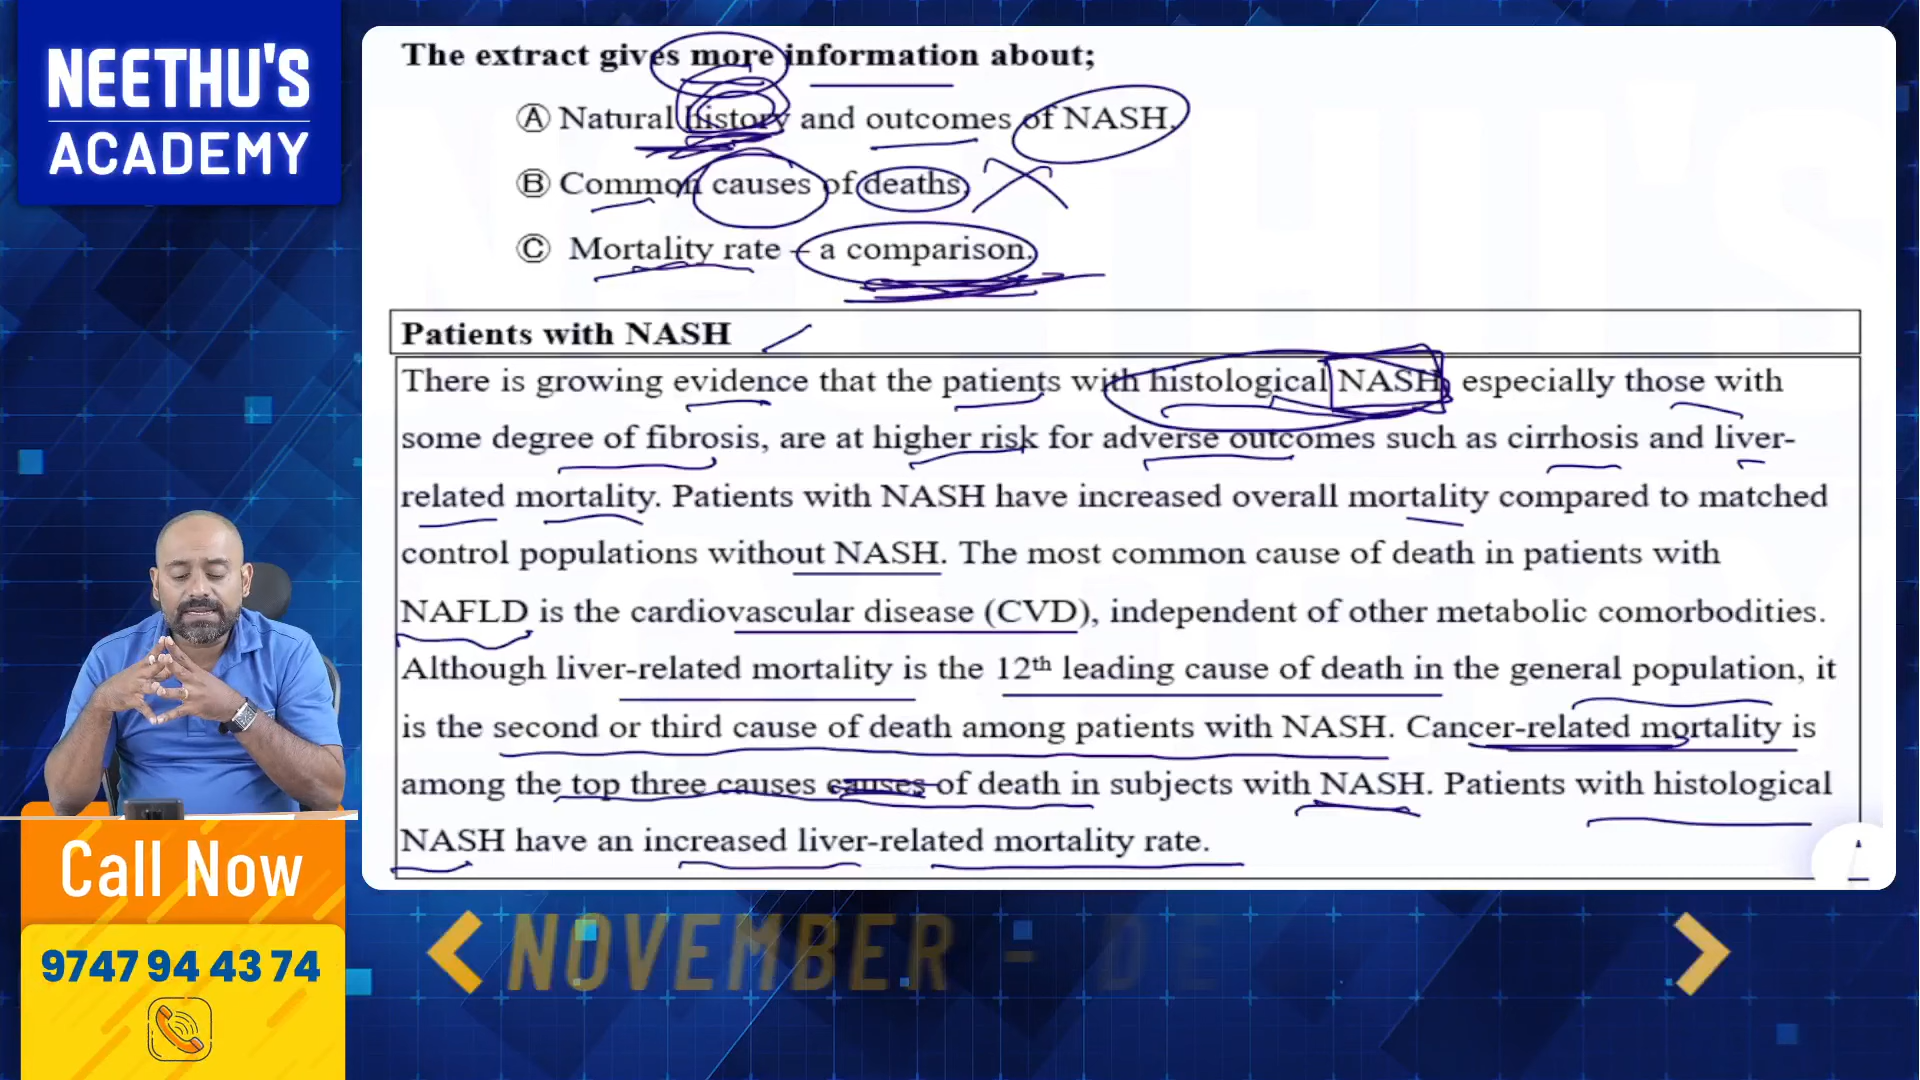 NEETHU'S
ACADEMY
The extract gives more information about;
Ⓐ Natural history and outcomes of NASH.
Ⓑ Common causes of deaths.
Ⓒ Mortality rate – a comparison.
Patients with NASH
There is growing evidence that the patients with histological NASH, especially those with
some degree of fibrosis, are at higher risk for adverse outcomes such as cirrhosis and liver-
related mortality. Patients with NASH have increased overall mortality compared to matched
control populations without NASH. The most common cause of death in patients with
NAFLD is the cardiovascular disease (CVD), independent of other metabolic comorbidities.
Although liver-related mortality is the 12th leading cause of death in the general population, it
is the second or third cause of death among patients with NASH. Cancer-related mortality is
among the top three causes causes of death in subjects with NASH. Patients with histological
NASH have an increased liver-related mortality rate.
Call Now
9747 94 43 74
NOVEMBER - DE